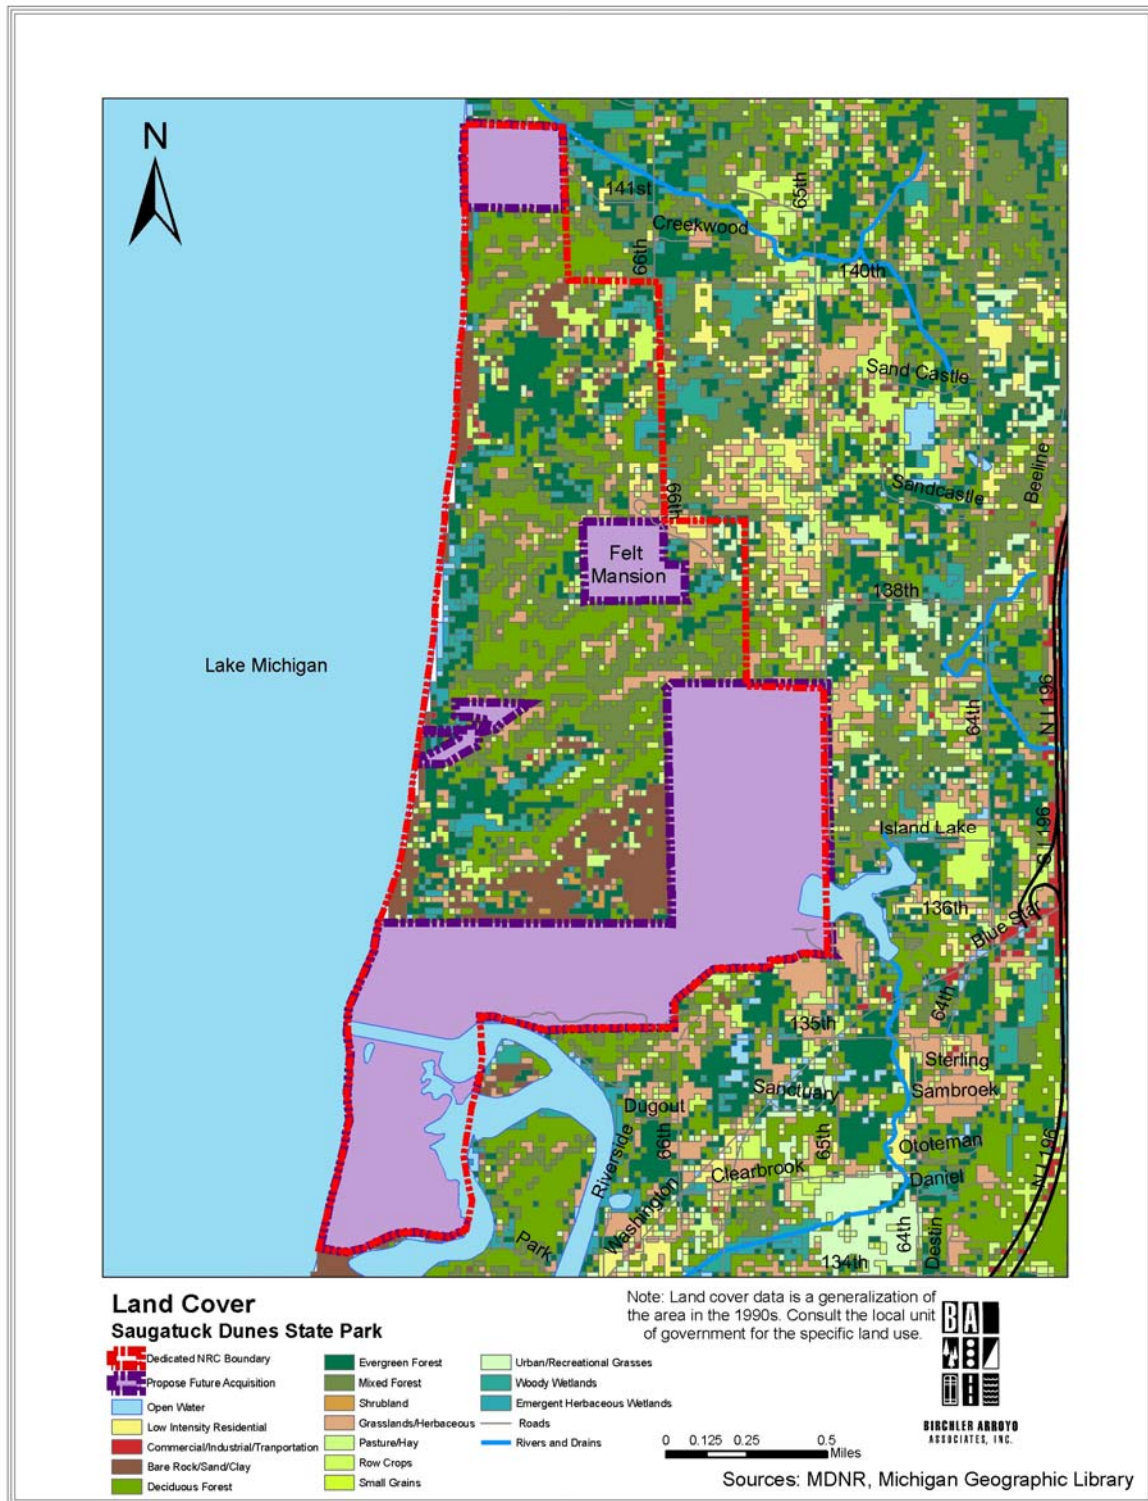 N
141st
Creekwood
65th
66th
140th
Sand Castle
Sandcastle
Beeline
66th
Felt
Mansion
138th
Lake Michigan
64th
N I 196
Island Lake
S I 196
136th
Blue Star
64th
135th
Sterling
Sanctuary
Sambroek
Dugout
66th
65th
Ototeman
N I 196
Riverside
Clearbrook
Daniel
Washington
Park
64th
Destin
134th
Land Cover
Saugatuck Dunes State Park
Note: Land cover data is a generalization of
the area in the 1990s. Consult the local unit
of government for the specific land use.
BA
Dedicated NRC Boundary
Propose Future Acquisition
Open Water
Low Intensity Residential
Commercial/Industrial/Tranportation
Bare Rock/Sand/Clay
Deciduous Forest
Evergreen Forest
Mixed Forest
Shrubland
Grasslands/Herbaceous
Pasture/Hay
Row Crops
Small Grains
Urban/Recreational Grasses
Woody Wetlands
Emergent Herbaceous Wetlands
Roads
Rivers and Drains
0 0.125 0.25 0.5
Miles
BIRCHLER ARROYO
ASSOCIATES, INC.
Sources: MDNR, Michigan Geographic Library